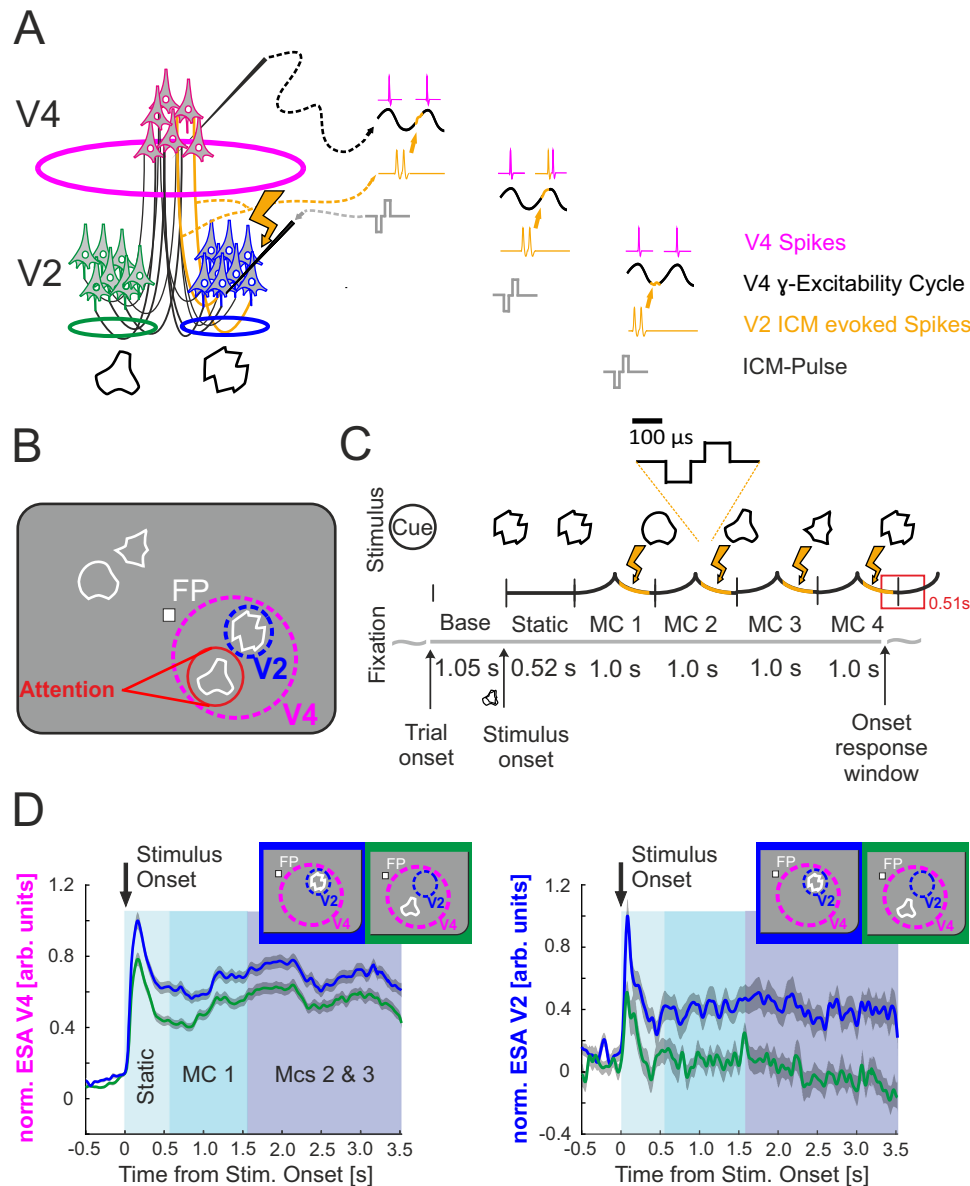 A
V4
V2
V4 Spikes
V4 ɣ-Excitability Cycle
V2 ICM evoked Spikes
ICM-Pulse
B
FP
V2
Attention
V4
C
100 µs
Stimulus
Cue
Fixation
Base
Static
MC 1
MC 2
MC 3
MC 4
0.51s
1.05 s
0.52 s
1.0 s
1.0 s
1.0 s
1.0 s
Trial onset
Stimulus onset
Onset response window
D
Stimulus Onset
FP
V2
V4
FP
V2
V4
norm. ESA V4 [arb. units]
1.2
0.8
0.4
0
Static
MC 1
Mcs 2 & 3
-0.5 0 0.5 1.0 1.5 2.0 2.5 3.0 3.5
Time from Stim. Onset [s]
Stimulus Onset
FP
V2
V4
FP
V2
V4
norm. ESA V2 [arb. units]
1.2
0.8
0.4
0
-0.4
-0.5 0 0.5 1.0 1.5 2.0 2.5 3.0 3.5
Time from Stim. Onset [s]